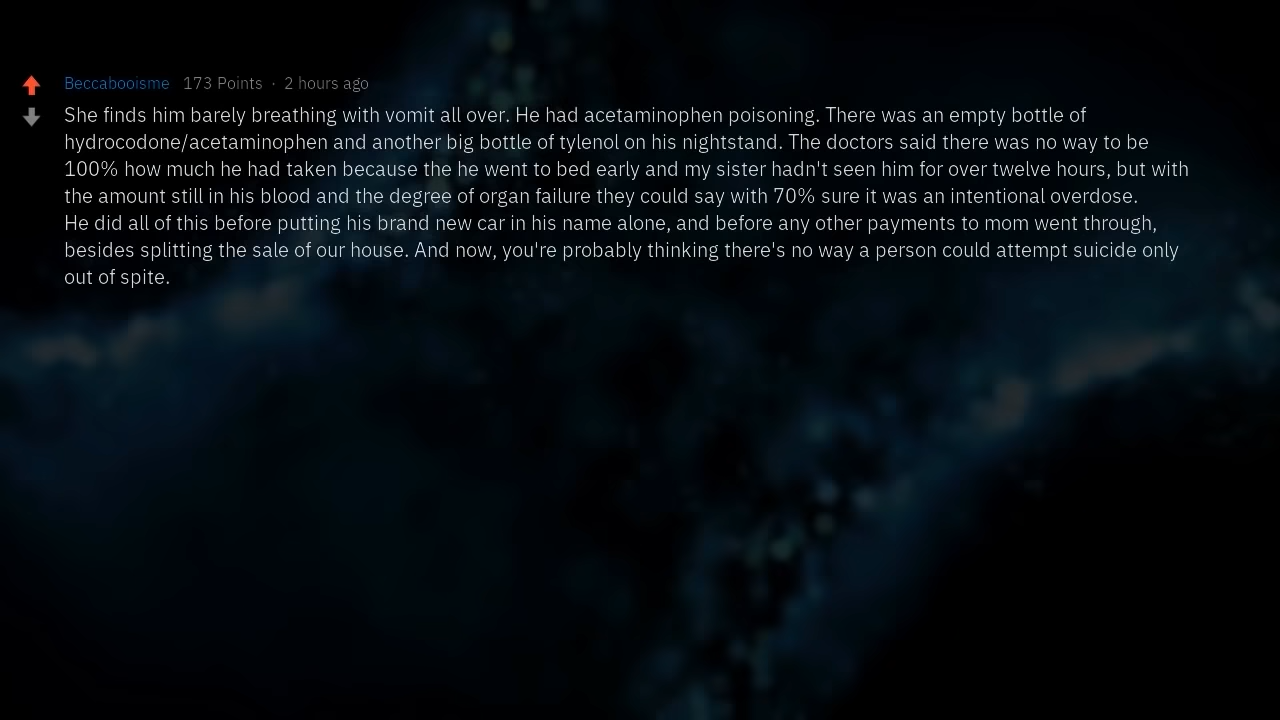 Beccabooisme 173 Points · 2 hours ago
She finds him barely breathing with vomit all over. He had acetaminophen poisoning. There was an empty bottle of
hydrocodone/acetaminophen and another big bottle of tylenol on his nightstand. The doctors said there was no way to be
100% how much he had taken because the he went to bed early and my sister hadn't seen him for over twelve hours, but with
the amount still in his blood and the degree of organ failure they could say with 70% sure it was an intentional overdose.
He did all of this before putting his brand new car in his name alone, and before any other payments to mom went through,
besides splitting the sale of our house. And now, you're probably thinking there's no way a person could attempt suicide only
out of spite.